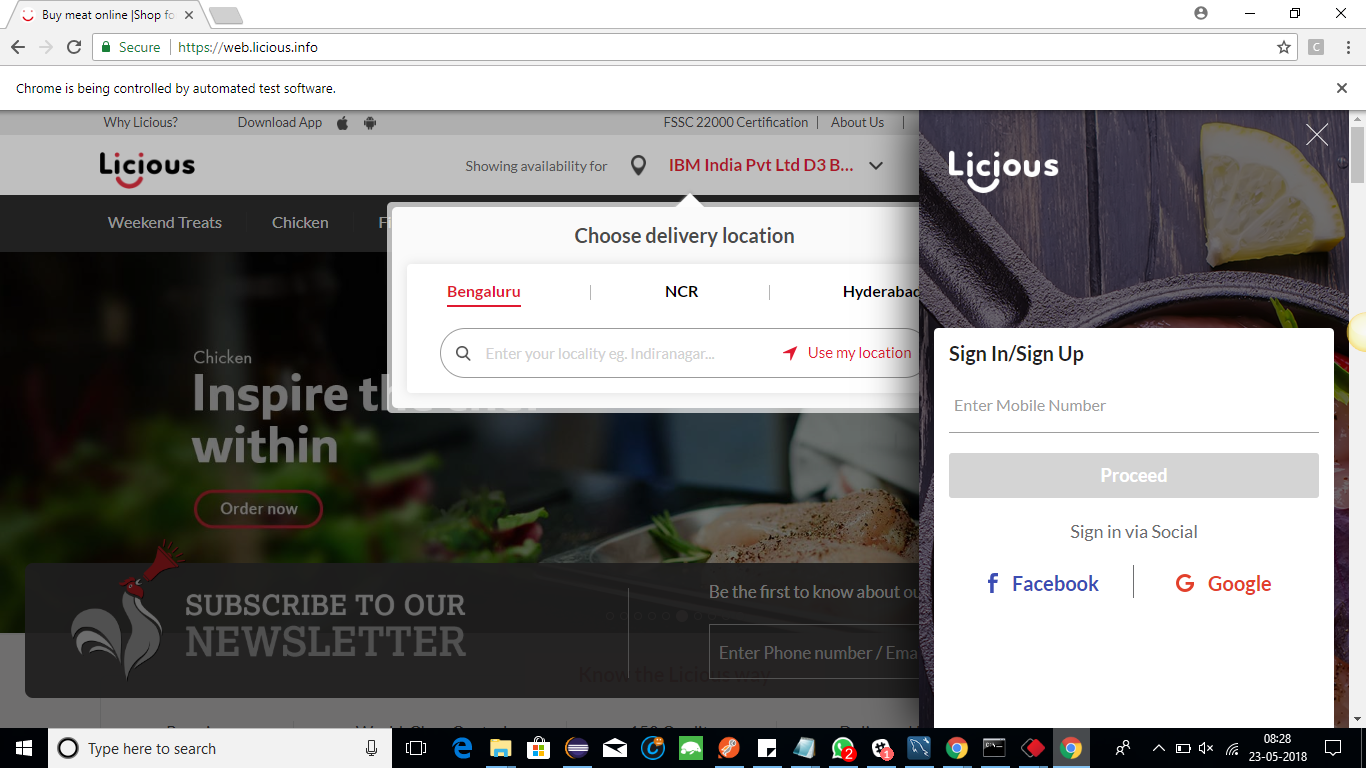 Buy meat online |Shop fo
Secure
https://web.licious.info
C
Chrome is being controlled by automated test software.
Why Licious?
Download App
FSSC 22000 Certification
About Us
Licious
Showing availability for
IBM India Pvt Ltd D3 B...
Licious
Weekend Treats
Chicken
Choose delivery location
Bengaluru
NCR
Hyderabad
Enter your locality eg. Indiranagar...
Use my location
Sign In/Sign Up
Chicken
Inspire the chef
within
Enter Mobile Number
Proceed
Order now
Sign in via Social
Facebook
Google
SUBSCRIBE TO OUR
NEWSLETTER
Be the first to know about ou
Enter Phone number / Ema
Know the Licious way
Type here to search
2
1
08:28
23-05-2018